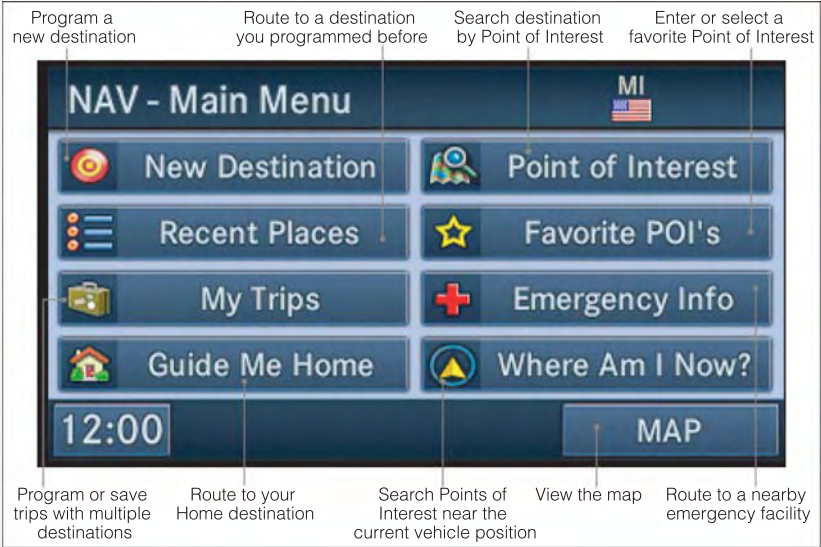 Program a
new destination
Route to a destination
you programmed before
Search destination
by Point of Interest
Enter or select a
favorite Point of Interest
NAV - Main Menu
MI
New Destination
Point of Interest
Recent Places
Favorite POI's
My Trips
Emergency Info
Guide Me Home
Where Am I Now?
12:00
MAP
Program or save
trips with multiple
destinations
Route to your
Home destination
Search Points of
Interest near the
current vehicle position
View the map
Route to a nearby
emergency facility